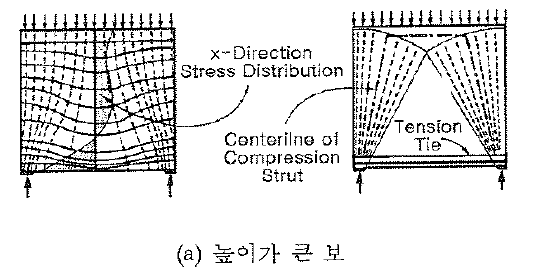 x-Direction
Stress Distribution
Centerline of
Compression
Strut
Tension
Tie
(a) 높이가 큰 보